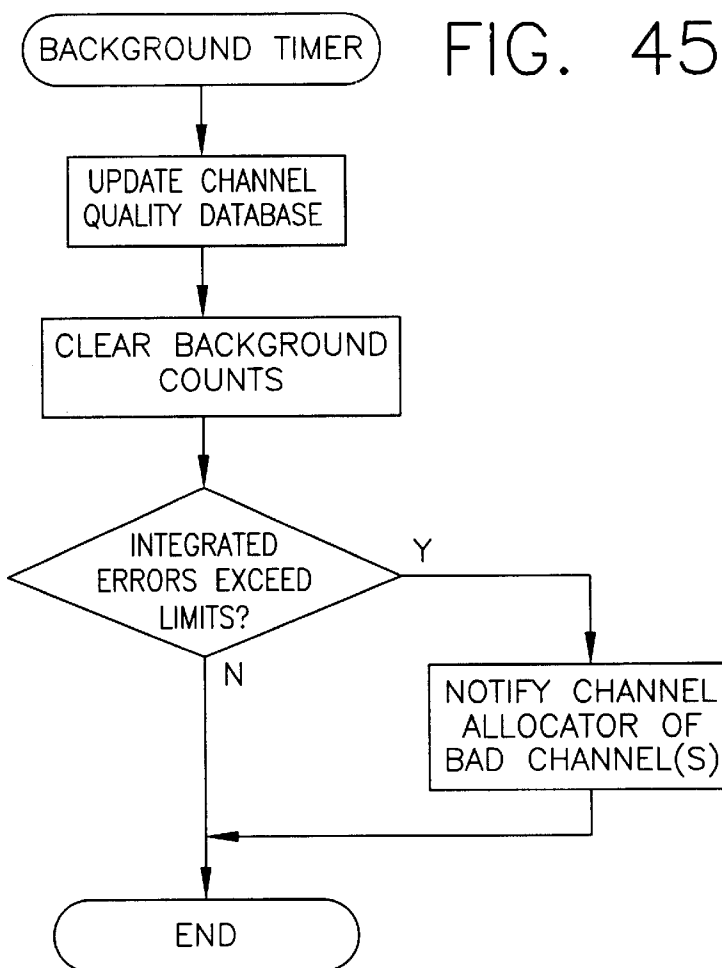 BACKGROUND TIMER
FIG. 45
UPDATE CHANNEL
QUALITY DATABASE
CLEAR BACKGROUND
COUNTS
INTEGRATED
ERRORS EXCEED
LIMITS?
Y
N
NOTIFY CHANNEL
ALLOCATOR OF
BAD CHANNEL(S)
END